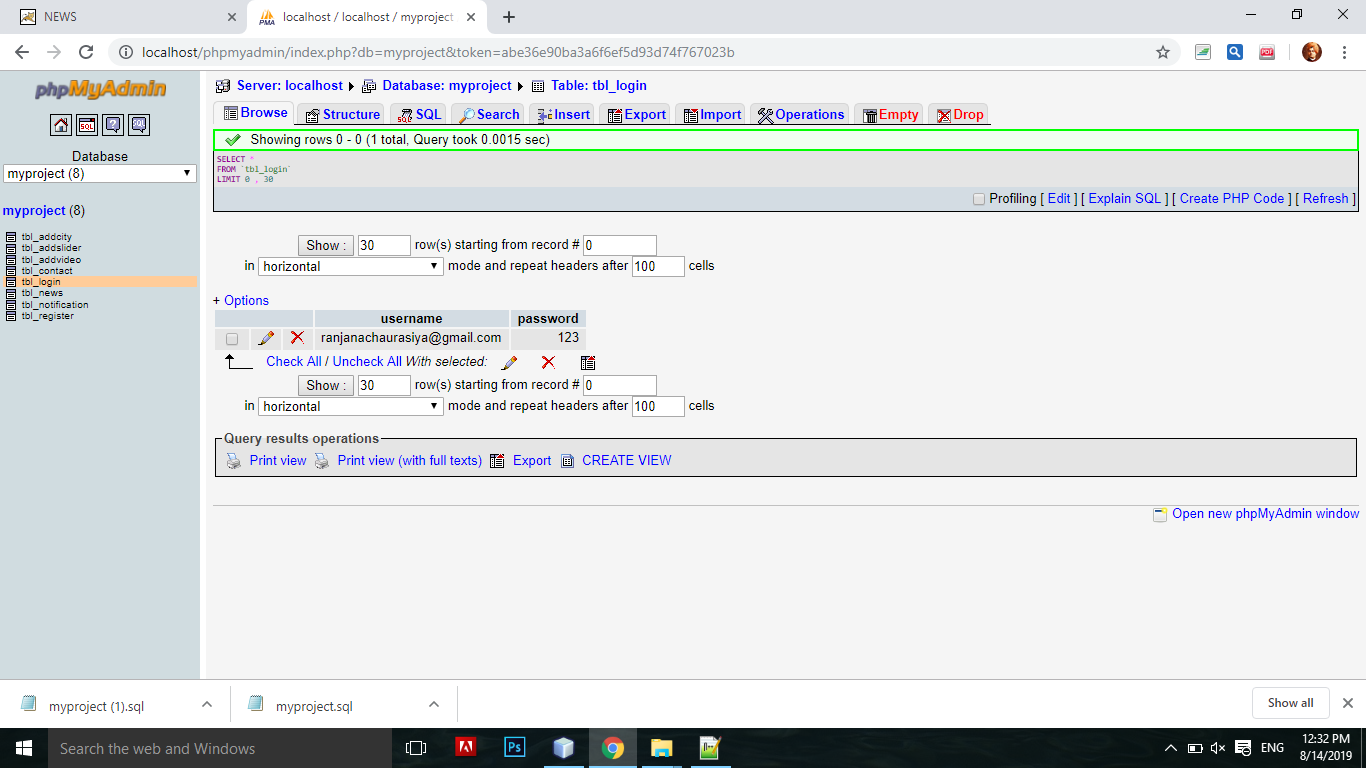 NEWS
localhost / localhost / myproject
localhost/phpmyadmin/index.php?db=myproject&token=abe36e90ba3a6f6ef5d93d74f767023b
phpMyAdmin
Server: localhost Database: myproject Table: tbl_login
Browse Structure SQL Search Insert Export Import Operations Empty Drop
Showing rows 0 - 0 (1 total, Query took 0.0015 sec)
SELECT *
FROM `tbl_login`
LIMIT 0 , 30
Profiling [ Edit ] [ Explain SQL ] [ Create PHP Code ] [ Refresh ]
Database
myproject (8)
myproject (8)
tbl_addcity
tbl_addslider
tbl_addvideo
tbl_contact
tbl_login
tbl_news
tbl_notification
tbl_register
Show : 30 row(s) starting from record # 0
in horizontal mode and repeat headers after 100 cells
+ Options
username password
ranjanachaurasiya@gmail.com 123
Check All / Uncheck All With selected:
Show : 30 row(s) starting from record # 0
in horizontal mode and repeat headers after 100 cells
Query results operations
Print view Print view (with full texts) Export CREATE VIEW
Open new phpMyAdmin window
myproject (1).sql myproject.sql Show all
Search the web and Windows
ENG
12:32 PM
8/14/2019